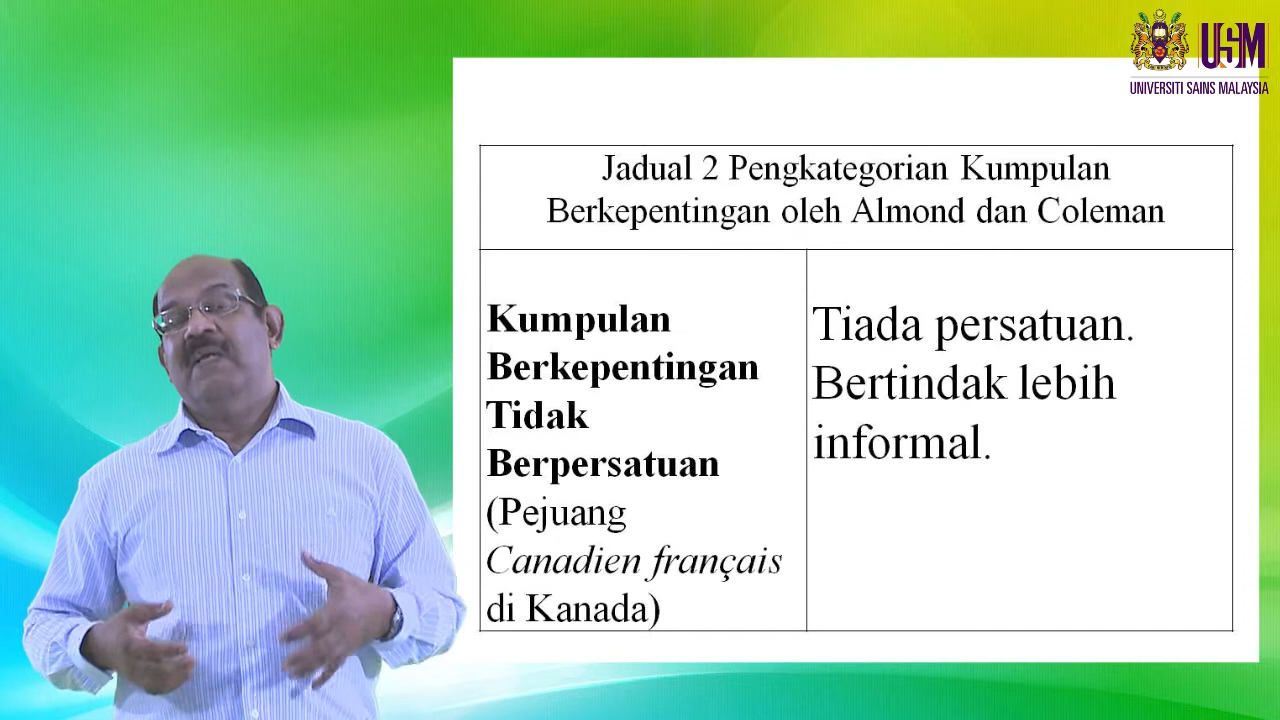 USM
UNIVERSITI SAINS MALAYSIA
Jadual 2 Pengkategorian Kumpulan
Berkepentingan oleh Almond dan Coleman
Kumpulan
Berkepentingan
Tidak
Berpersatuan
(Pejuang
Canadien français
di Kanada)
Tiada persatuan.
Bertindak lebih
informal.